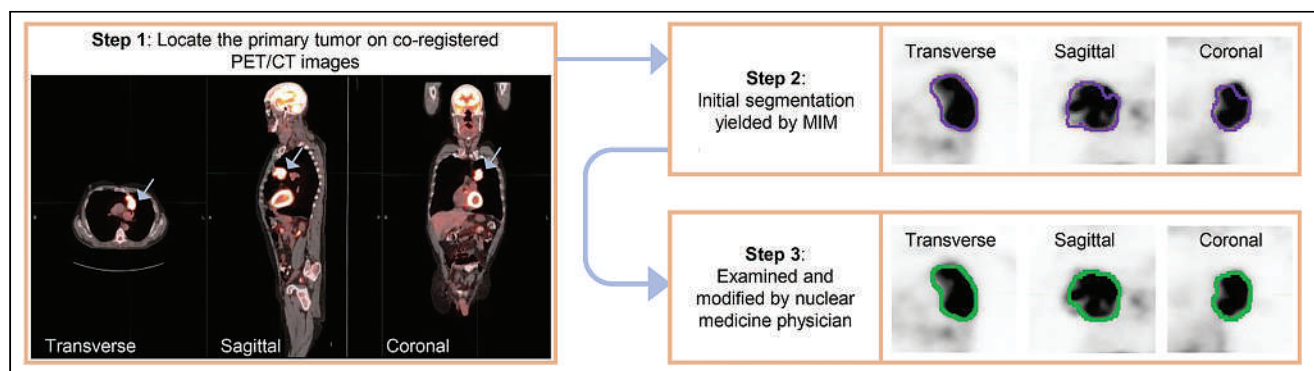 Step 1: Locate the primary tumor on co-registered
PET/CT images
Transverse
Sagittal
Coronal
Step 2:
Initial segmentation
yielded by MIM
Transverse
Sagittal
Coronal
Step 3:
Examined and
modified by nuclear
medicine physician
Transverse
Sagittal
Coronal